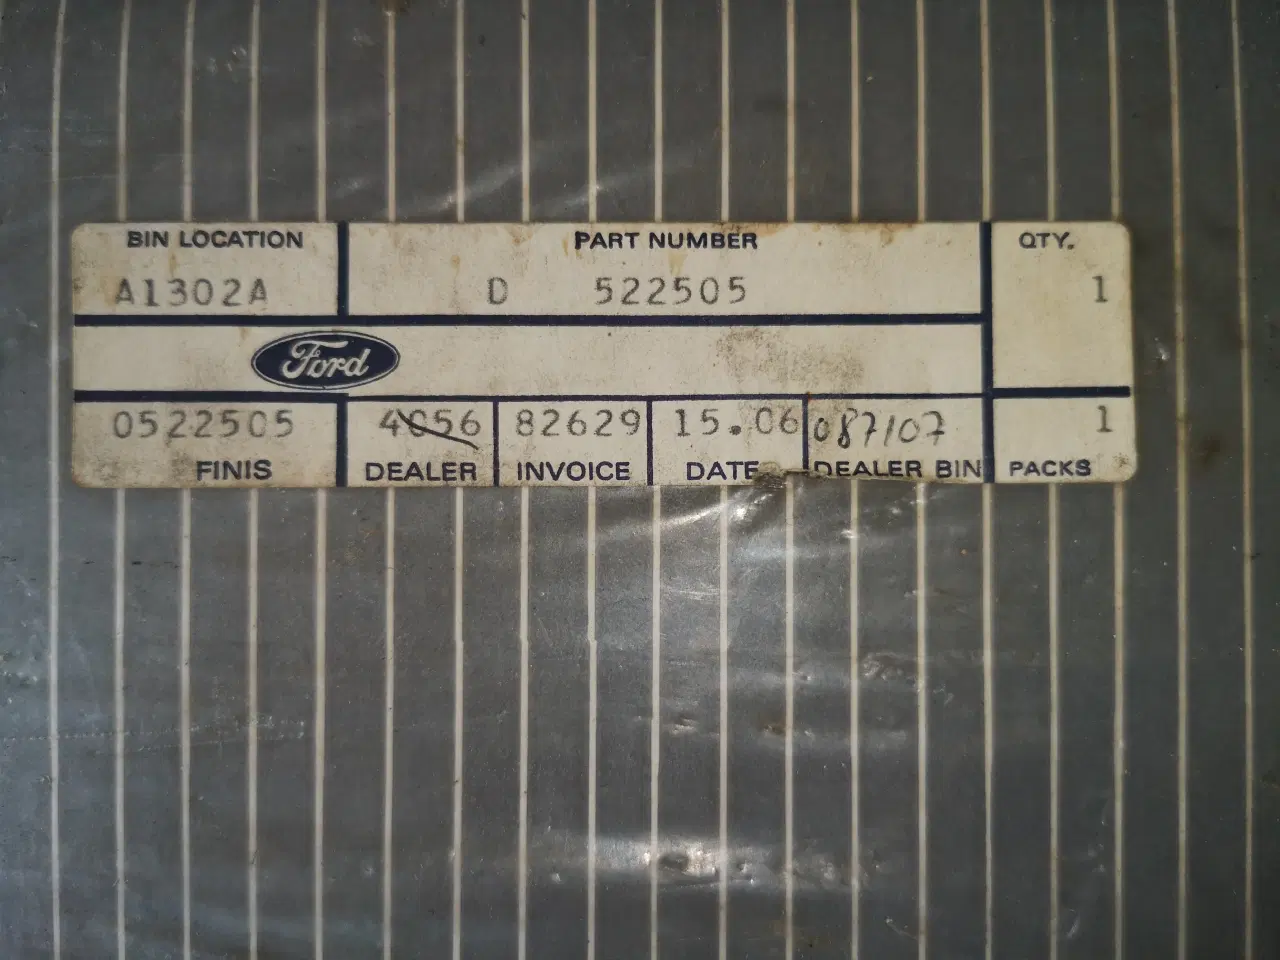 BIN LOCATION PART NUMBER QTY.
A1302A D 522505 1
Ford
0522505 4056 82629 15.06 087107 1
FINIS DEALER INVOICE DATE DEALER BIN PACKS